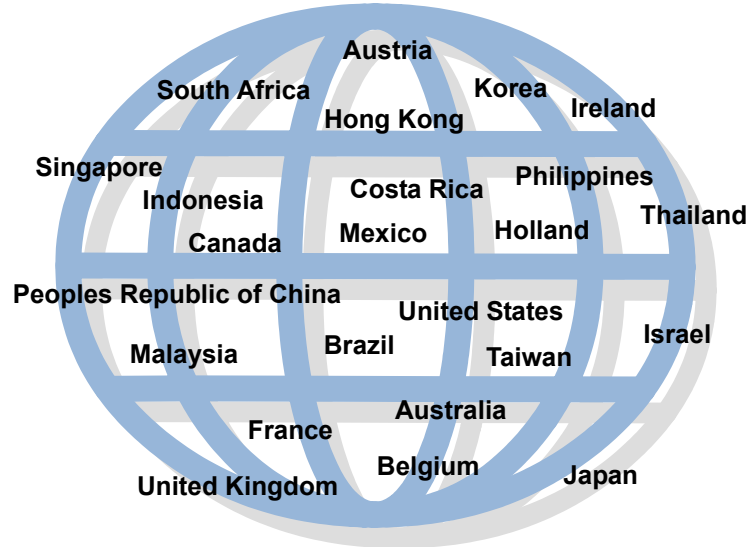 Austria
South Africa
Korea
Ireland
Hong Kong
Singapore
Philippines
Costa Rica
Indonesia
Thailand
Mexico
Holland
Canada
Peoples Republic of China
United States
Israel
Brazil
Malaysia
Taiwan
Australia
France
Belgium
Japan
United Kingdom